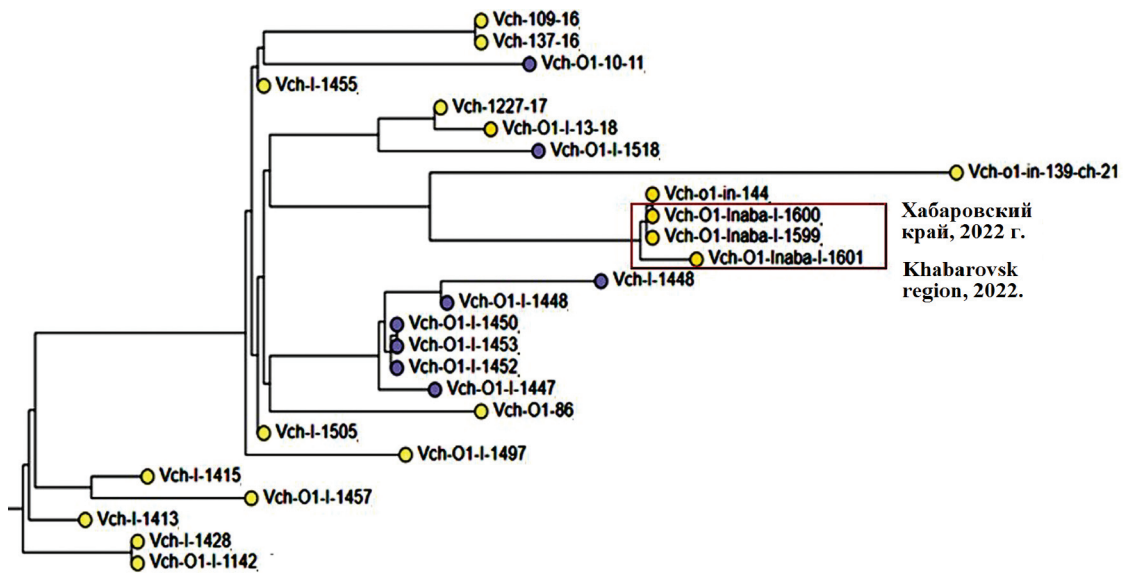 Vch-109-16
Vch-137-16
Vch-O1-10-11
Vch-I-1455
Vch-1227-17
Vch-O1-I-13-18
Vch-O1-I-1518
Vch-o1-in-139-ch-21
Vch-o1-in-144
Vch-O1-Inaba-I-1600
Vch-O1-Inaba-I-1599
Vch-O1-Inaba-I-1601
Хабаровский
край, 2022 г.
Khabarovsk
region, 2022.
Vch-I-1448
Vch-O1-I-1448
Vch-O1-I-1450
Vch-O1-I-1453
Vch-O1-I-1452
Vch-O1-I-1447
Vch-O1-86
Vch-I-1505
Vch-O1-I-1497
Vch-I-1415
Vch-O1-I-1457
Vch-I-1413
Vch-I-1428
Vch-O1-I-1142